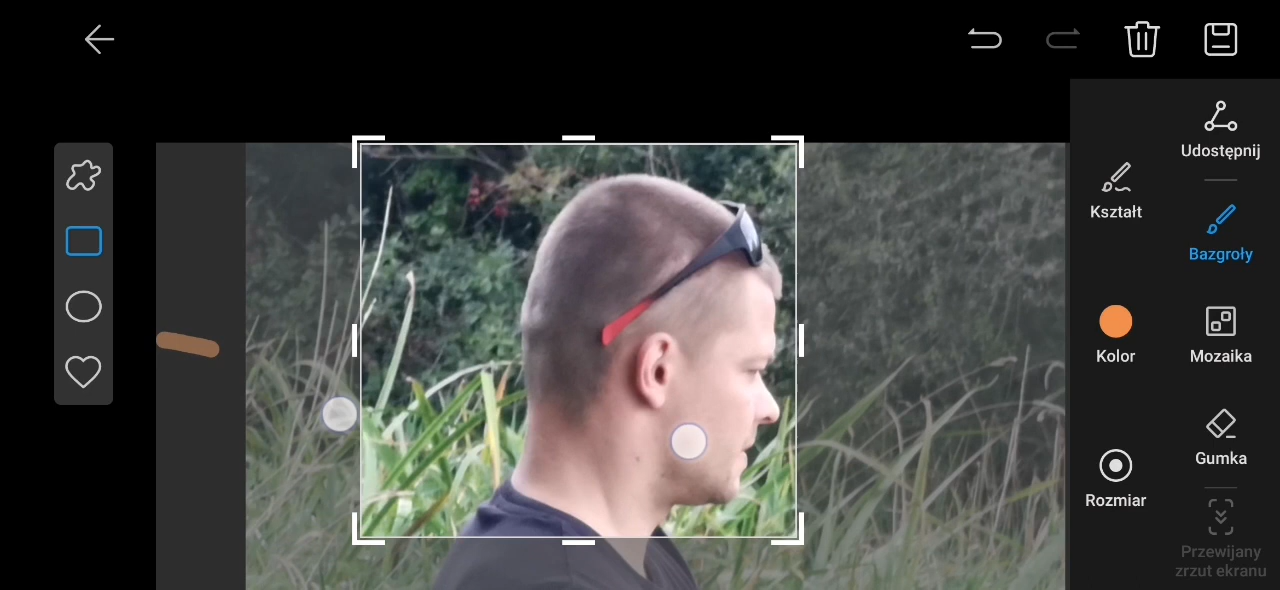 Udostępnij
Kształt
Bazgroły
Kolor
Mozaika
Gumka
Rozmiar
Przewijany
zrzut ekranu